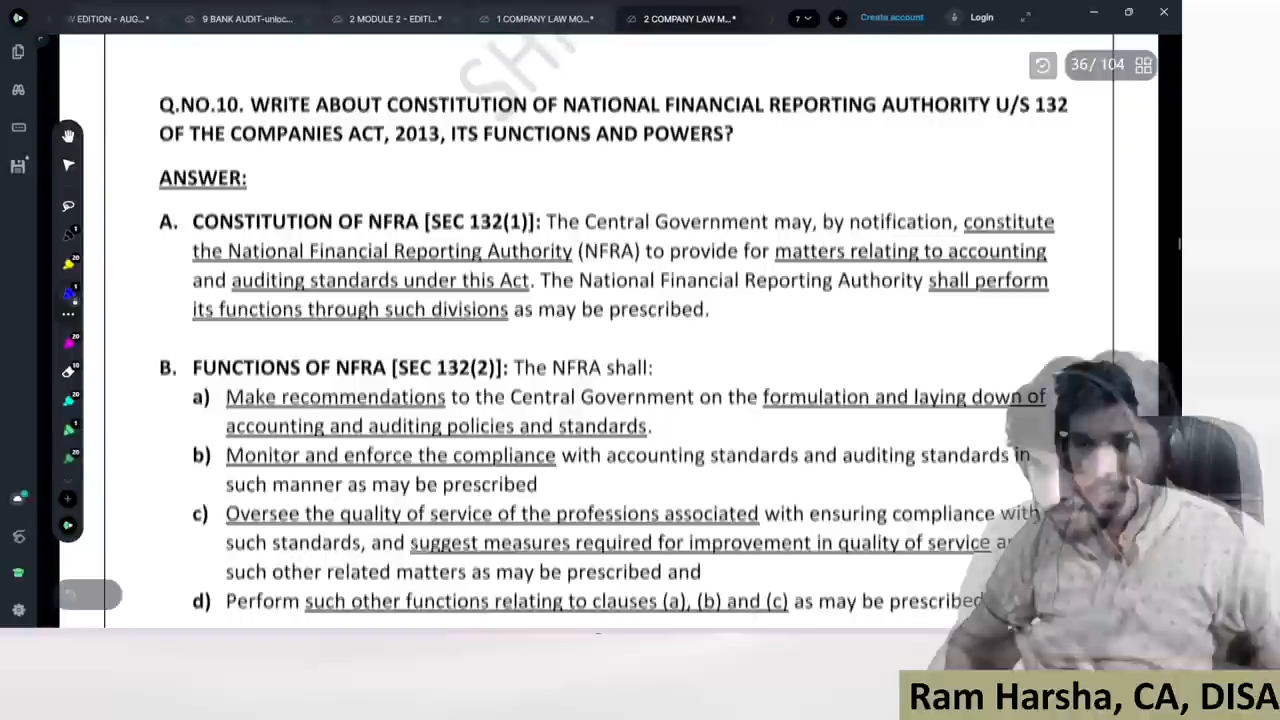 W EDITION - AUG...*
9 BANK AUDIT-unloc...
2 MODULE 2 - EDITI...*
1 COMPANY LAW MO...*
2 COMPANY LAW M...*
7
Create account
Login
36/ 104
Q.NO.10. WRITE ABOUT CONSTITUTION OF NATIONAL FINANCIAL REPORTING AUTHORITY U/S 132
OF THE COMPANIES ACT, 2013, ITS FUNCTIONS AND POWERS?
ANSWER:
A. CONSTITUTION OF NFRA [SEC 132(1)]: The Central Government may, by notification, constitute
the National Financial Reporting Authority (NFRA) to provide for matters relating to accounting
and auditing standards under this Act. The National Financial Reporting Authority shall perform
its functions through such divisions as may be prescribed.
B. FUNCTIONS OF NFRA [SEC 132(2)]: The NFRA shall:
a) Make recommendations to the Central Government on the formulation and laying down of
accounting and auditing policies and standards.
b) Monitor and enforce the compliance with accounting standards and auditing standards in
such manner as may be prescribed
c) Oversee the quality of service of the professions associated with ensuring compliance with
such standards, and suggest measures required for improvement in quality of service
such other related matters as may be prescribed and
d) Perform such other functions relating to clauses (a), (b) and (c) as may be prescribed
Ram Harsha, CA, DISA